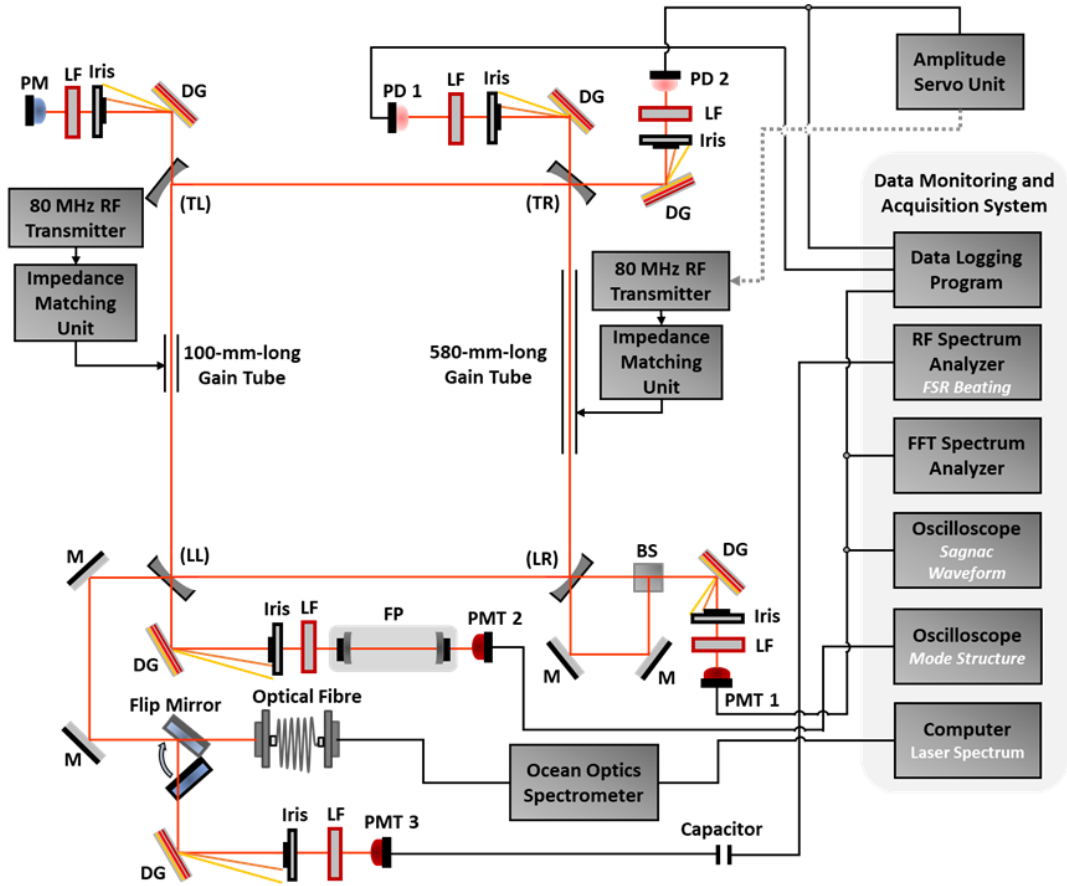 PM
LF
Iris
DG
PD 1
LF
Iris
DG
PD 2
LF
Iris
DG
Amplitude
Servo Unit
(TL)
(TR)
80 MHz RF
Transmitter
Impedance
Matching
Unit
100-mm-long
Gain Tube
580-mm-long
Gain Tube
80 MHz RF
Transmitter
Impedance
Matching
Unit
Data Monitoring and
Acquisition System
Data Logging
Program
RF Spectrum
Analyzer
FSR Beating
FFT Spectrum
Analyzer
Oscilloscope
Sagnac
Waveform
Oscilloscope
Mode Structure
Computer
Laser Spectrum
M
(LL)
(LR)
BS
DG
Iris
LF
PMT 1
M
M
DG
Iris
LF
FP
PMT 2
Flip Mirror
Optical Fibre
M
Ocean Optics
Spectrometer
DG
Iris
LF
PMT 3
Capacitor